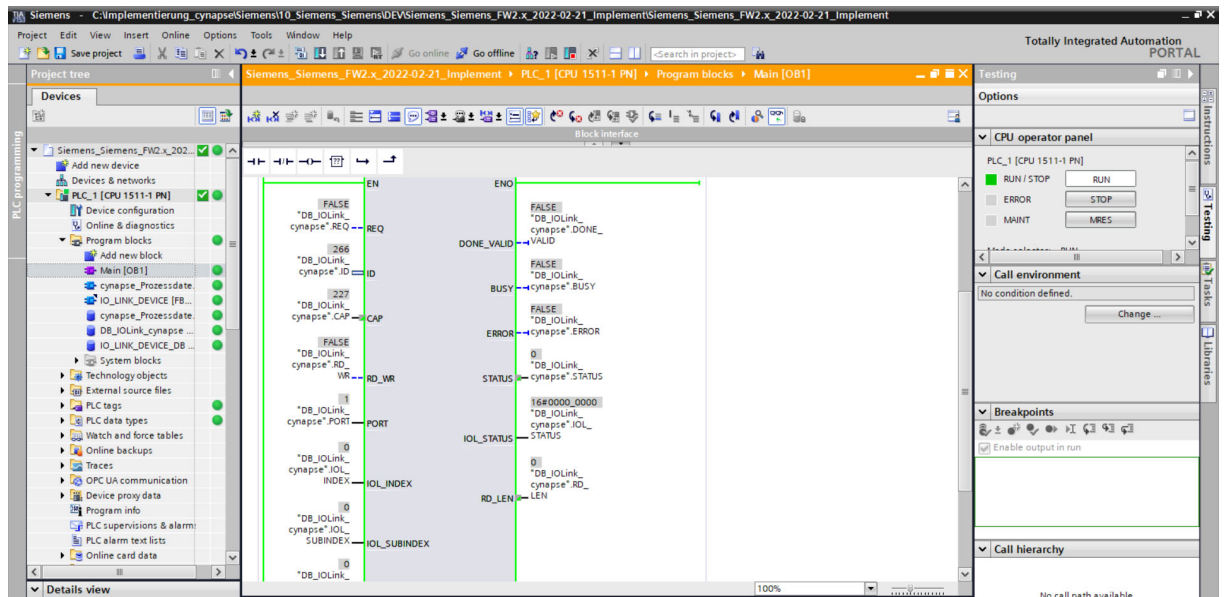 Siemens - C:\Implementierung_cynapse\Siemens\10_Siemens_Siemens\DEV\Siemens_Siemens_FW2.x_2022-02-21_Implement\Siemens_Siemens_FW2.x_2022-02-21_Implement
Project Edit View Insert Online Options Tools Window Help
Totally Integrated Automation
PORTAL
Save project
Go online
Go offline
<Search in project>
Project tree
Siemens_Siemens_FW2.x_2022-02-21_Implement
PLC_1 [CPU 1511-1 PN]
Program blocks
Main [OB1]
Testing
Devices
Options
PLC programming
Block interface
Siemens_Siemens_FW2.x_202...
Add new device
Devices & networks
PLC_1 [CPU 1511-1 PN]
Device configuration
Online & diagnostics
Program blocks
Add new block
Main [OB1]
cynapse_Prozessdate.
IO_LINK_DEVICE [FB...
cynapse_Prozessdate.
DB_IOLink_cynapse ...
IO_LINK_DEVICE_DB ...
System blocks
Technology objects
External source files
PLC tags
PLC data types
Watch and force tables
Online backups
Traces
OPC UA communication
Device proxy data
Program info
PLC supervisions & alarms
PLC alarm text lists
Online card data
Details view
EN
ENO
FALSE
"DB_IOLink_
cynapse".REQ
REQ
266
"DB_IOLink_
cynapse".ID
ID
227
"DB_IOLink_
cynapse".CAP
CAP
FALSE
"DB_IOLink_
cynapse".RD_
WR
RD_WR
1
"DB_IOLink_
cynapse".PORT
PORT
0
"DB_IOLink_
cynapse".IOL_
INDEX
IOL_INDEX
0
"DB_IOLink_
cynapse".IOL_
SUBINDEX
IOL_SUBINDEX
0
"DB_IOLink_
FALSE
"DB_IOLink_
cynapse".DONE_
DONE_VALID
VALID
FALSE
"DB_IOLink_
BUSY
cynapse".BUSY
FALSE
"DB_IOLink_
ERROR
cynapse".ERROR
0
"DB_IOLink_
STATUS
cynapse".STATUS
16#0000_0000
"DB_IOLink_
cynapse".IOL_
IOL_STATUS
STATUS
0
"DB_IOLink_
cynapse".RD_
RD_LEN
LEN
100%
CPU operator panel
PLC_1 [CPU 1511-1 PN]
RUN / STOP
RUN
ERROR
STOP
MAINT
MRES
Call environment
No condition defined.
Change ...
Breakpoints
Enable output in run
Call hierarchy
No call path available
Instructions
Testing
Tasks
Libraries